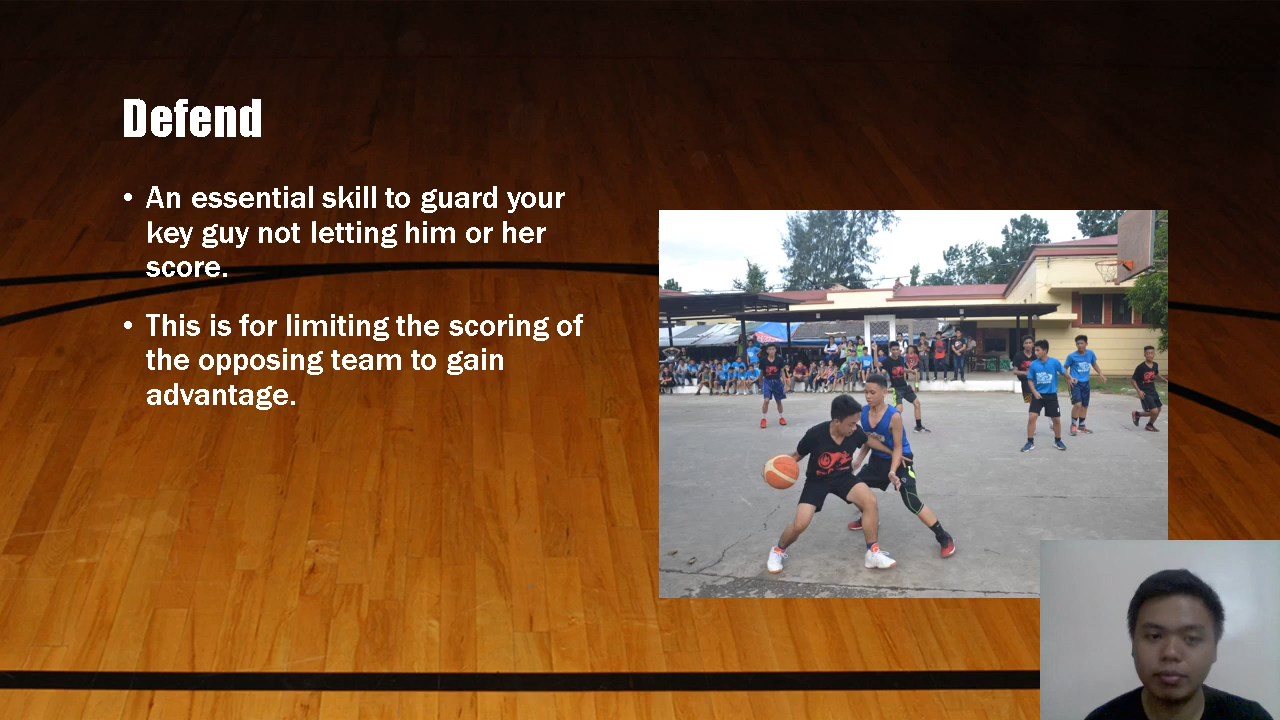 Defend
• An essential skill to guard your
key guy not letting him or her
score.
• This is for limiting the scoring of
the opposing team to gain
advantage.